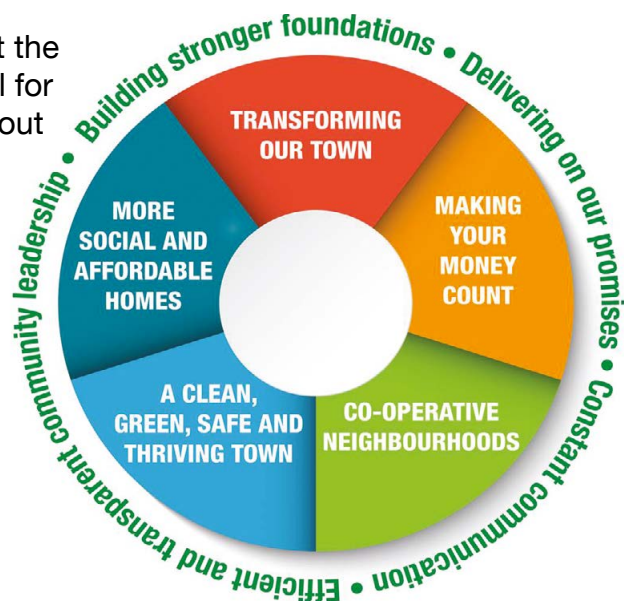 t the
l for
out
Building stronger foundations • Delivering on our promises • Constant communication • Efficient and transparent community leadership •
TRANSFORMING
OUR TOWN
MAKING
YOUR
MONEY
COUNT
CO-OPERATIVE
NEIGHBOURHOODS
A CLEAN,
GREEN, SAFE AND
THRIVING TOWN
MORE
SOCIAL AND
AFFORDABLE
HOMES